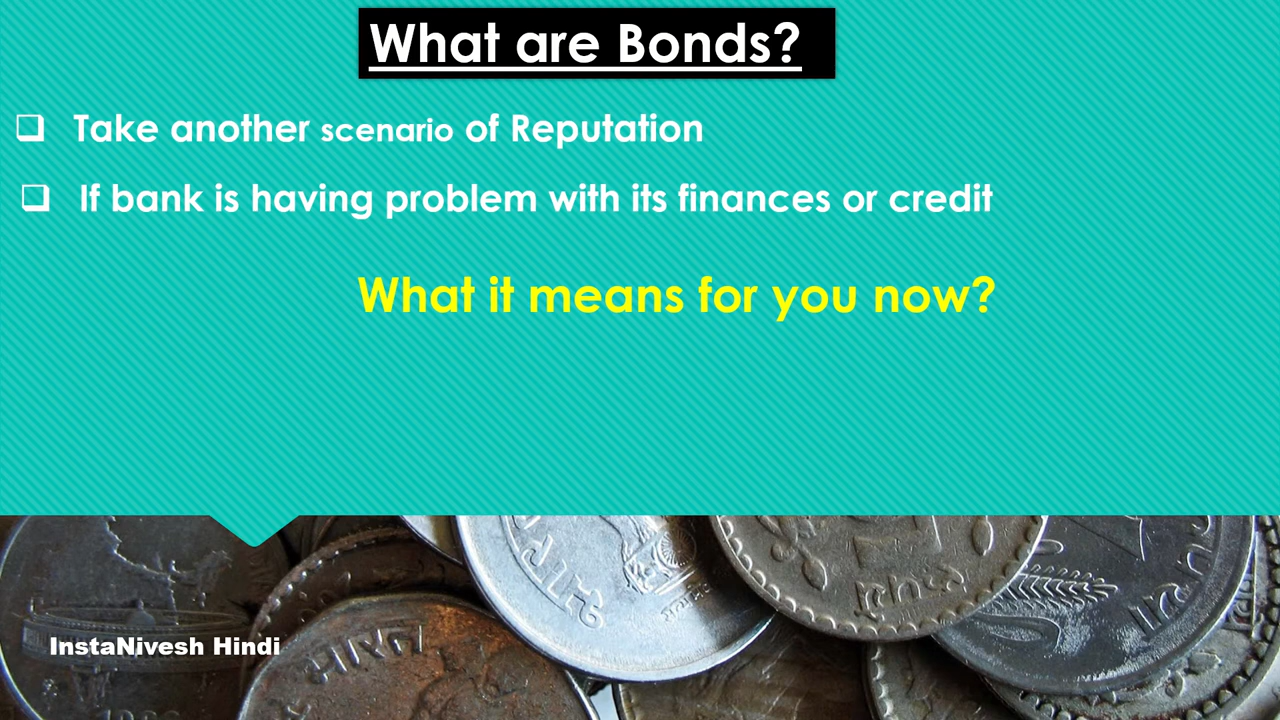 What are Bonds?
Take another scenario of Reputation
If bank is having problem with its finances or credit
What it means for you now?
InstaNivesh Hindi